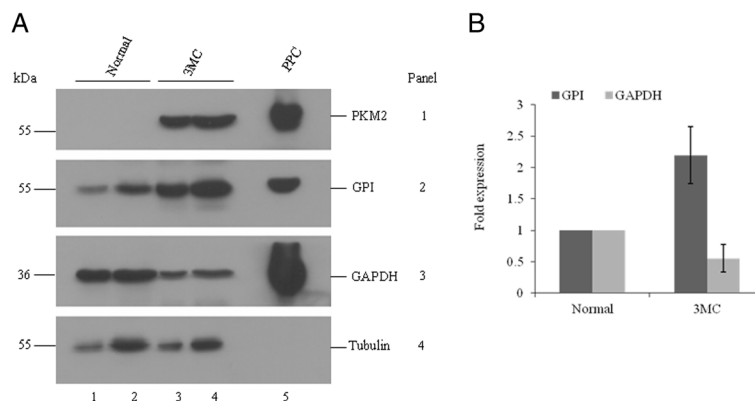 A
Normal 3MC PPC
kDa Panel
55 PKM2 1
55 GPI 2
36 GAPDH 3
55 Tubulin 4
1 2 3 4 5
B
GPI GAPDH
Fold expression
3
2.5
2
1.5
1
0.5
0
Normal 3MC